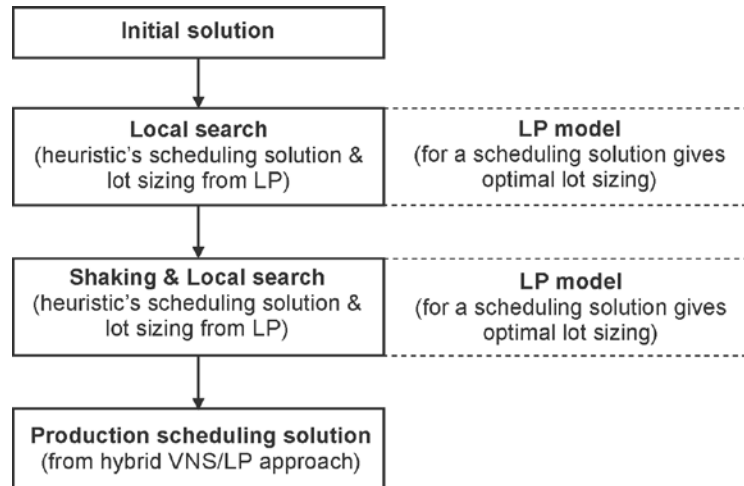 Initial solution
Local search
(heuristic's scheduling solution &
lot sizing from LP)
LP model
(for a scheduling solution gives
optimal lot sizing)
Shaking & Local search
(heuristic's scheduling solution &
lot sizing from LP)
LP model
(for a scheduling solution gives
optimal lot sizing)
Production scheduling solution
(from hybrid VNS/LP approach)